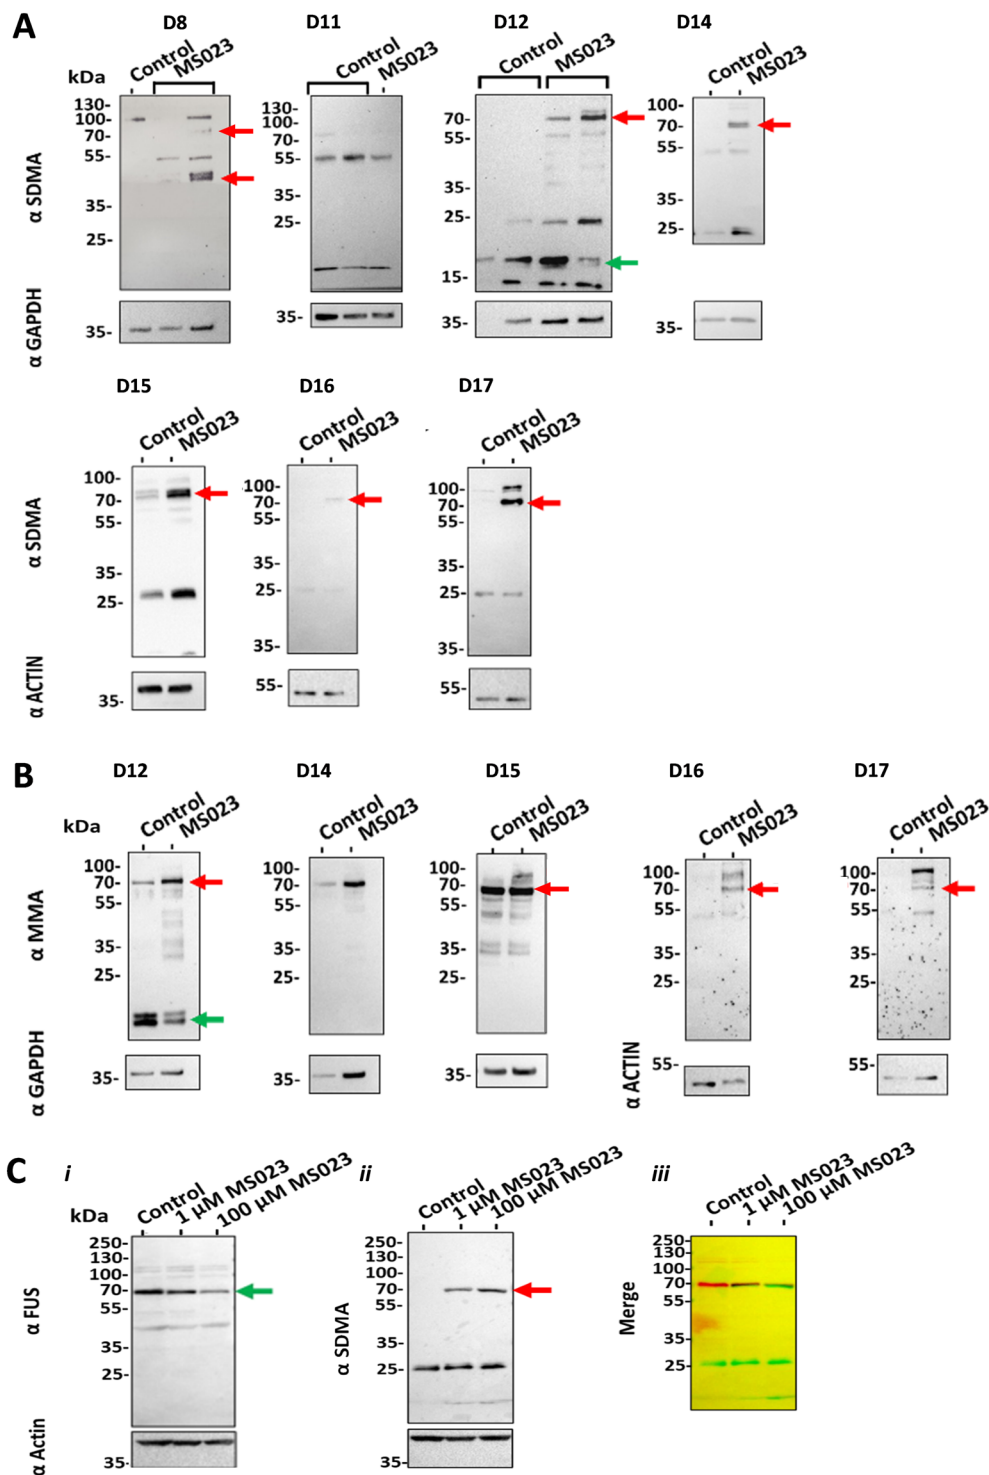 A
D8
D11
D12
D14
kDa
Control
MS023
Control
MS023
Control
MS023
Control
MS023
α SDMA
130-
100-
70-
55-
35-
25-
130-
100-
70-
55-
35-
25-
70-
55-
35-
25-
15-
100-
70-
55-
35-
25-
α GAPDH
35-
35-
35-
35-
D15
D16
D17
Control
MS023
Control
MS023
Control
MS023
α SDMA
100-
70-
55-
35-
25-
100-
70-
55-
35-
25-
35-
100-
70-
55-
35-
25-
35-
α ACTIN
35-
55-
55-
B
D12
D14
D15
D16
D17
kDa
Control
MS023
Control
MS023
Control
MS023
Control
MS023
Control
MS023
α MMA
100-
70-
55-
35-
25-
100-
70-
55-
35-
25-
100-
70-
55-
35-
25-
100-
70-
55-
35-
25-
100-
70-
55-
35-
25-
α GAPDH
35-
35-
35-
α ACTIN
55-
55-
C
i
ii
iii
kDa
Control
1 µM MS023
100 µM MS023
Control
1 µM MS023
100 µM MS023
Control
1 µM MS023
100 µM MS023
α FUS
250-
130-
100-
70-
55-
35-
25-
α SDMA
250-
130-
100-
70-
55-
35-
25-
Merge
250-
130-
100-
70-
55-
35-
25-
α Actin
35-
35-